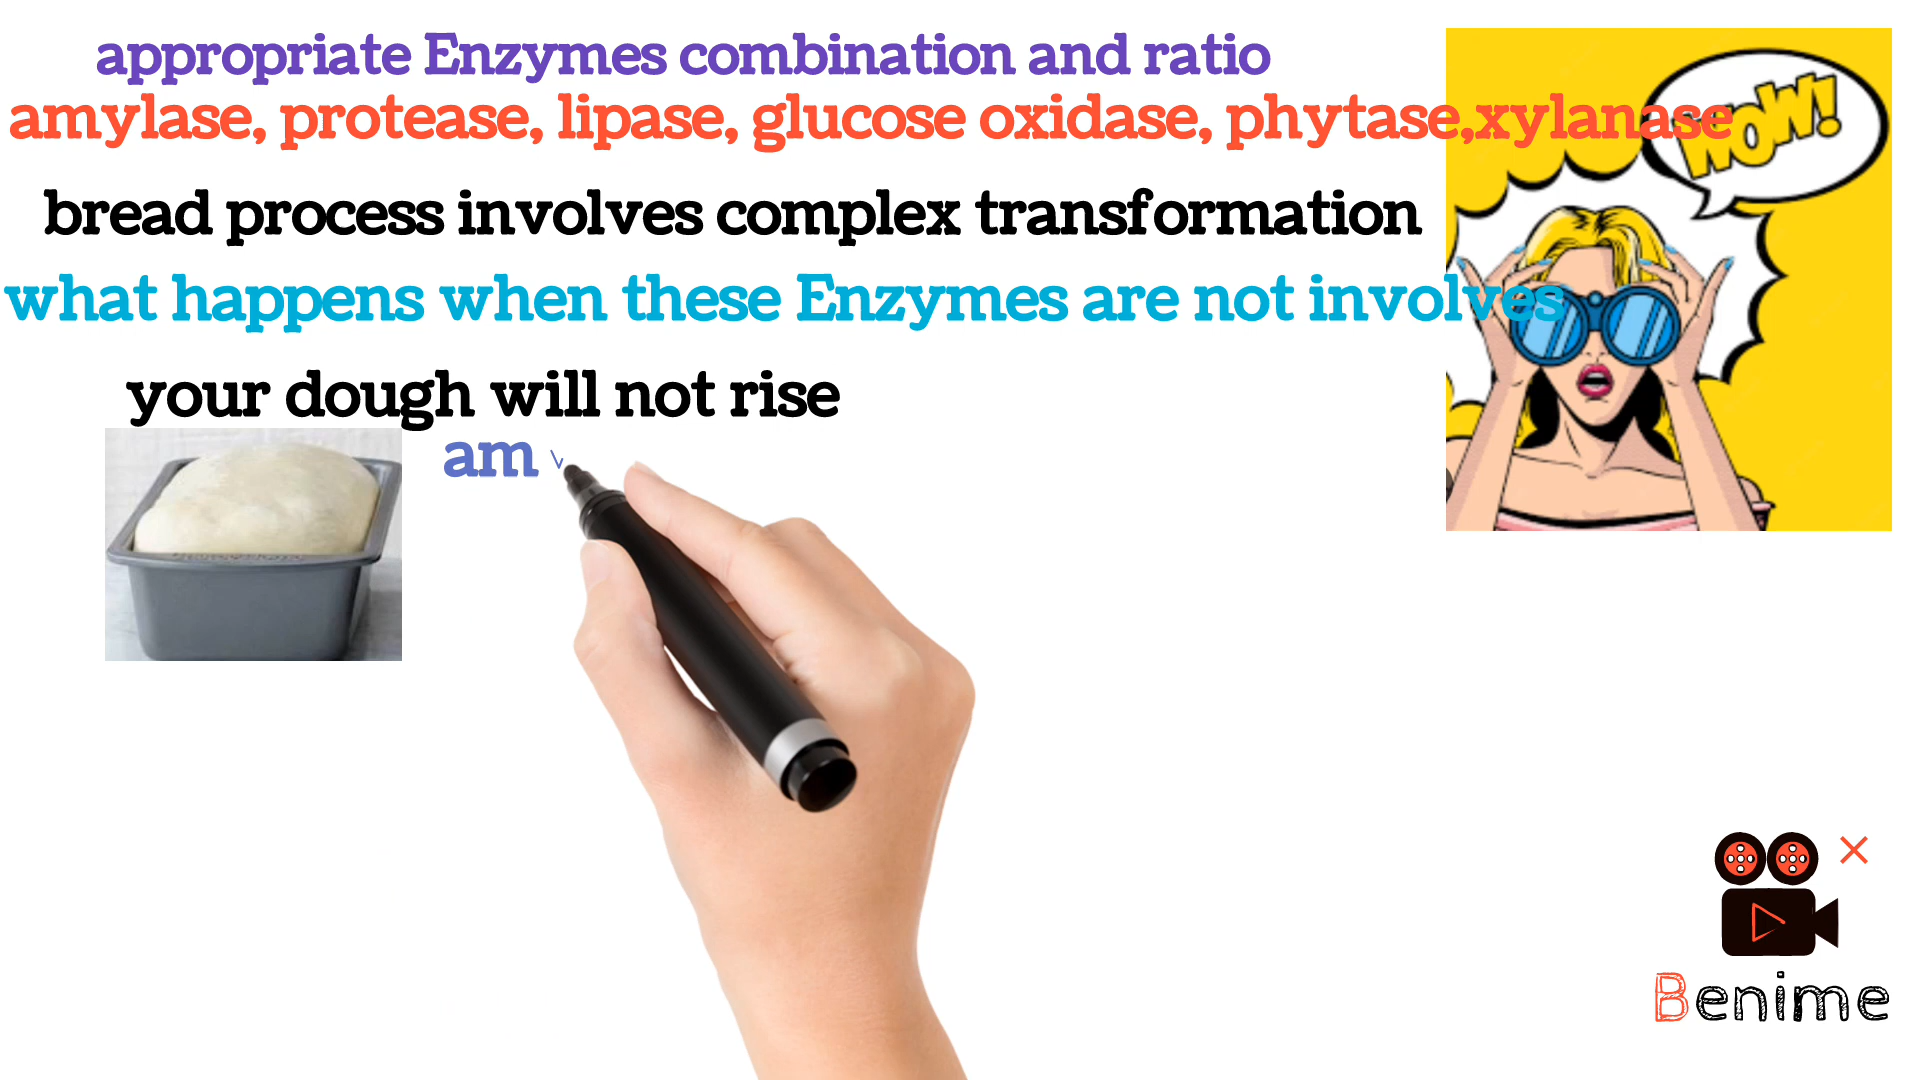 appropriate Enzymes combination and ratio
amylase, protease, lipase, glucose oxidase, phytase,xylanase
WOW!
bread process involves complex transformation
what happens when these Enzymes are not involves
your dough will not rise
am
Benime